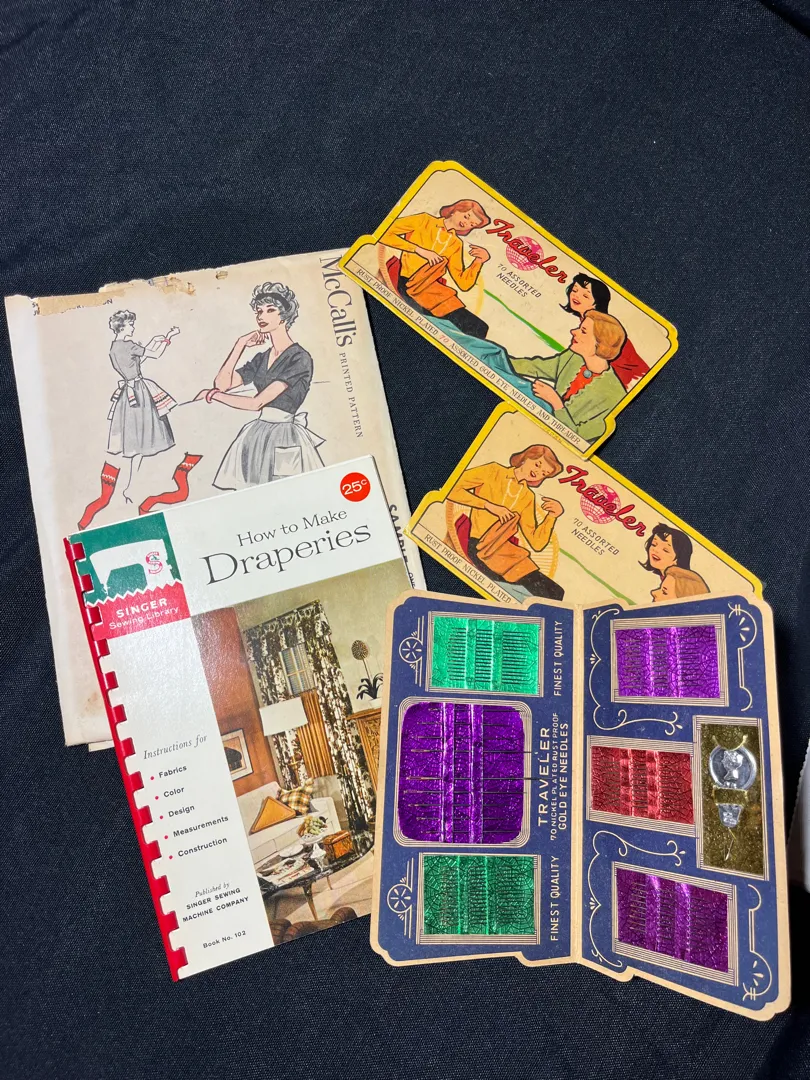 McCall's
PRINTED PATTERN
25¢
How to Make
Draperies
S
SINGER
Sewing Library
Instructions for
• Fabrics
• Color
• Design
• Measurements
• Construction
Published by
SINGER SEWING
MACHINE COMPANY
Book No. 102
Traveler
70 ASSORTED
NEEDLES
RUST PROOF NICKEL PLATED 70 ASSORTED GOLD EYE NEEDLES AND THREADER
Traveler
70 ASSORTED
NEEDLES
RUST PROOF NICKEL PLATED
FINEST QUALITY
TRAVELER
70 NICKEL PLATED RUST PROOF
GOLD EYE NEEDLES
FINEST QUALITY